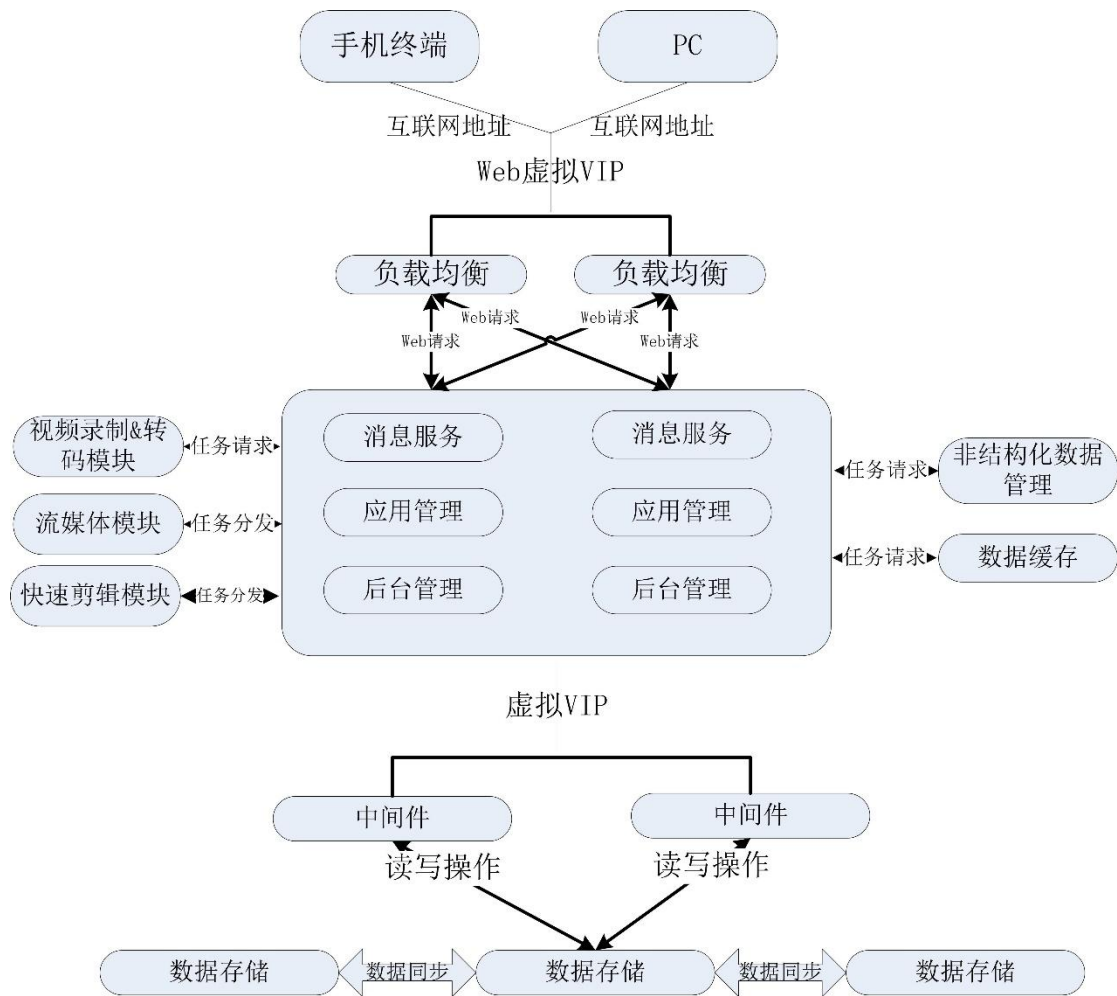 手机终端
PC
互联网地址
互联网地址
Web虚拟VIP
负载均衡
负载均衡
Web请求
Web请求
Web请求
Web请求
视频录制&转
码模块
任务请求
流媒体模块
任务分发
快速剪辑模块
任务分发
消息服务
消息服务
应用管理
应用管理
后台管理
后台管理
任务请求
非结构化数据
管理
任务请求
数据缓存
虚拟VIP
中间件
中间件
读写操作
读写操作
数据存储
数据同步
数据存储
数据同步
数据存储